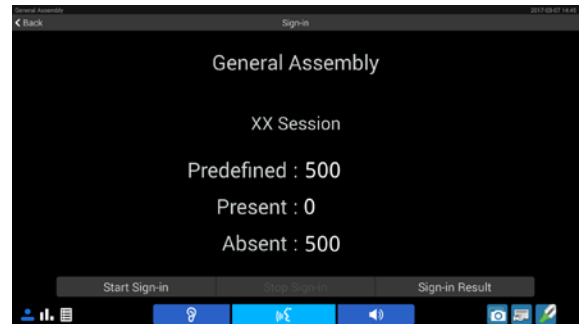 General Assembly
2017-03-07 14:45
Back
Sign-in
General Assembly
XX Session
Predefined : 500
Present : 0
Absent : 500
Start Sign-in
Stop Sign-in
Sign-in Result